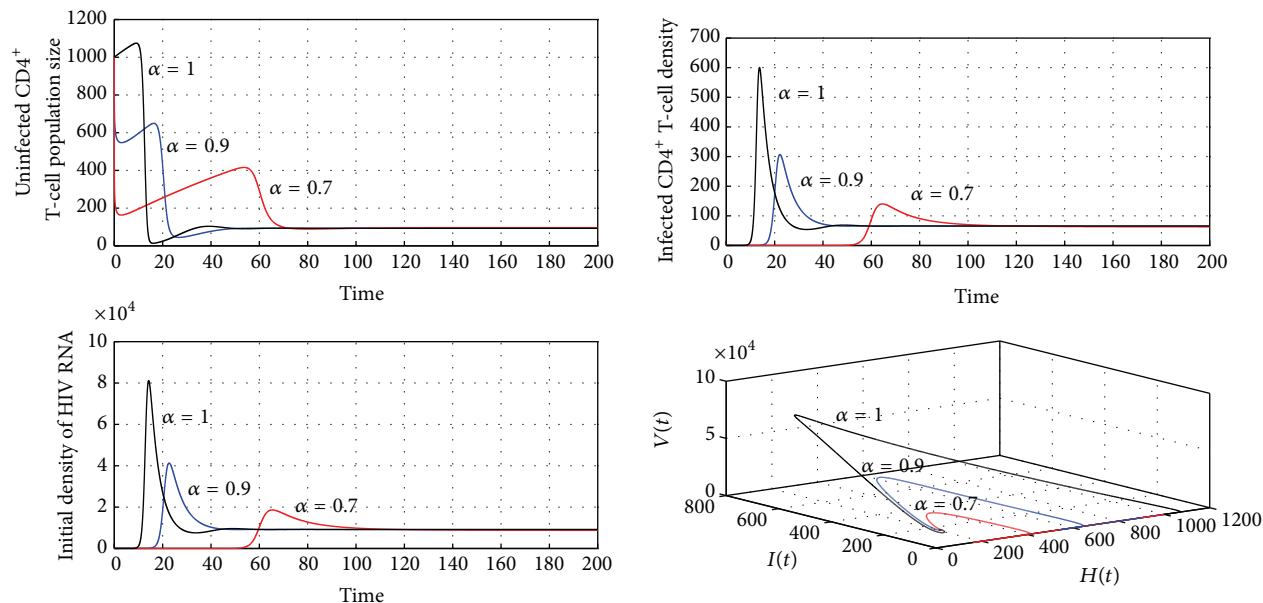 Uninfected CD4⁺
T-cell population size
1200
1000
800
600
400
200
0
α = 1
α = 0.9
α = 0.7
0 20 40 60 80 100 120 140 160 180 200
Time
Infected CD4⁺ T-cell density
700
600
500
400
300
200
100
0
α = 1
α = 0.9
α = 0.7
0 20 40 60 80 100 120 140 160 180 200
Time
Initial density of HIV RNA
×10⁴
10
8
6
4
2
0
α = 1
α = 0.9
α = 0.7
0 20 40 60 80 100 120 140 160 180 200
Time
V(t)
×10⁴
10
5
0
α = 1
α = 0.9
α = 0.7
800 600 400 200 0
I(t)
0 200 400 600 800 1000 1200
H(t)